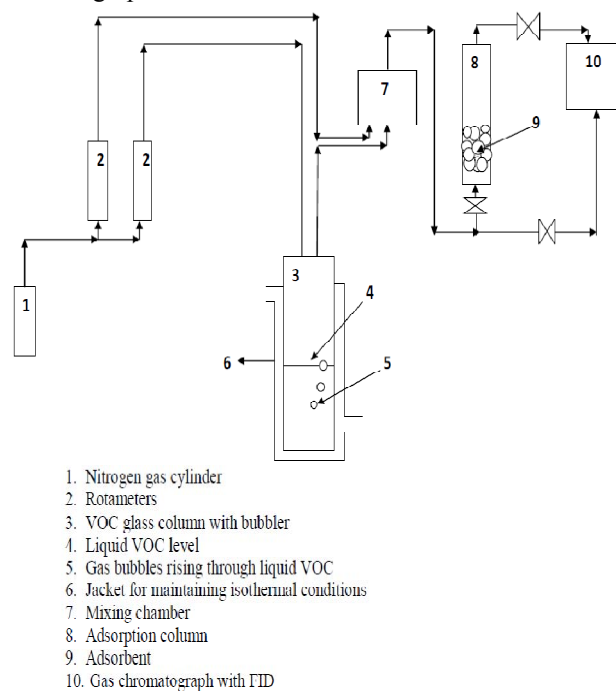 8
10
7
9
2
2
3
1
4
6
5
1. Nitrogen gas cylinder
2. Rotameters
3. VOC glass column with bubbler
4. Liquid VOC level
5. Gas bubbles rising through liquid VOC
6. Jacket for maintaining isothermal conditions
7. Mixing chamber
8. Adsorption column
9. Adsorbent
10. Gas chromatograph with FID